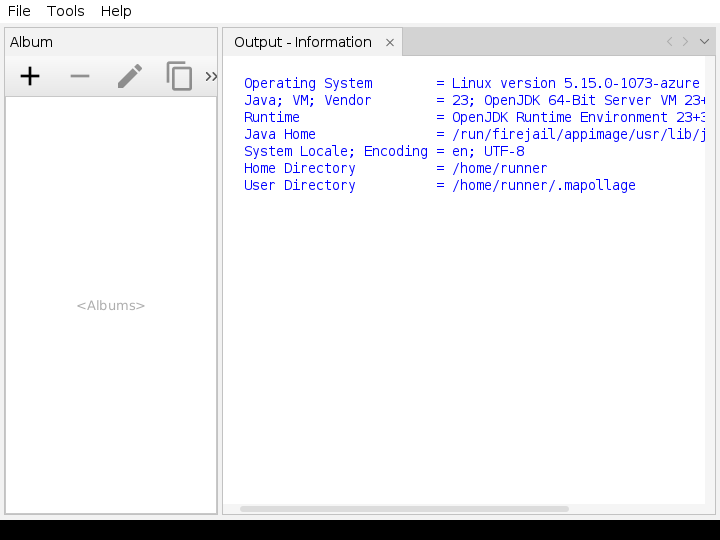 File Tools Help
Album
Output - Information
Operating System        = Linux version 5.15.0-1073-azure
Java; VM; Vendor        = 23; OpenJDK 64-Bit Server VM 23+
Runtime                 = OpenJDK Runtime Environment 23+3
Java Home               = /run/firejail/appimage/usr/lib/j
System Locale; Encoding = en; UTF-8
Home Directory          = /home/runner
User Directory          = /home/runner/.mapollage
<Albums>